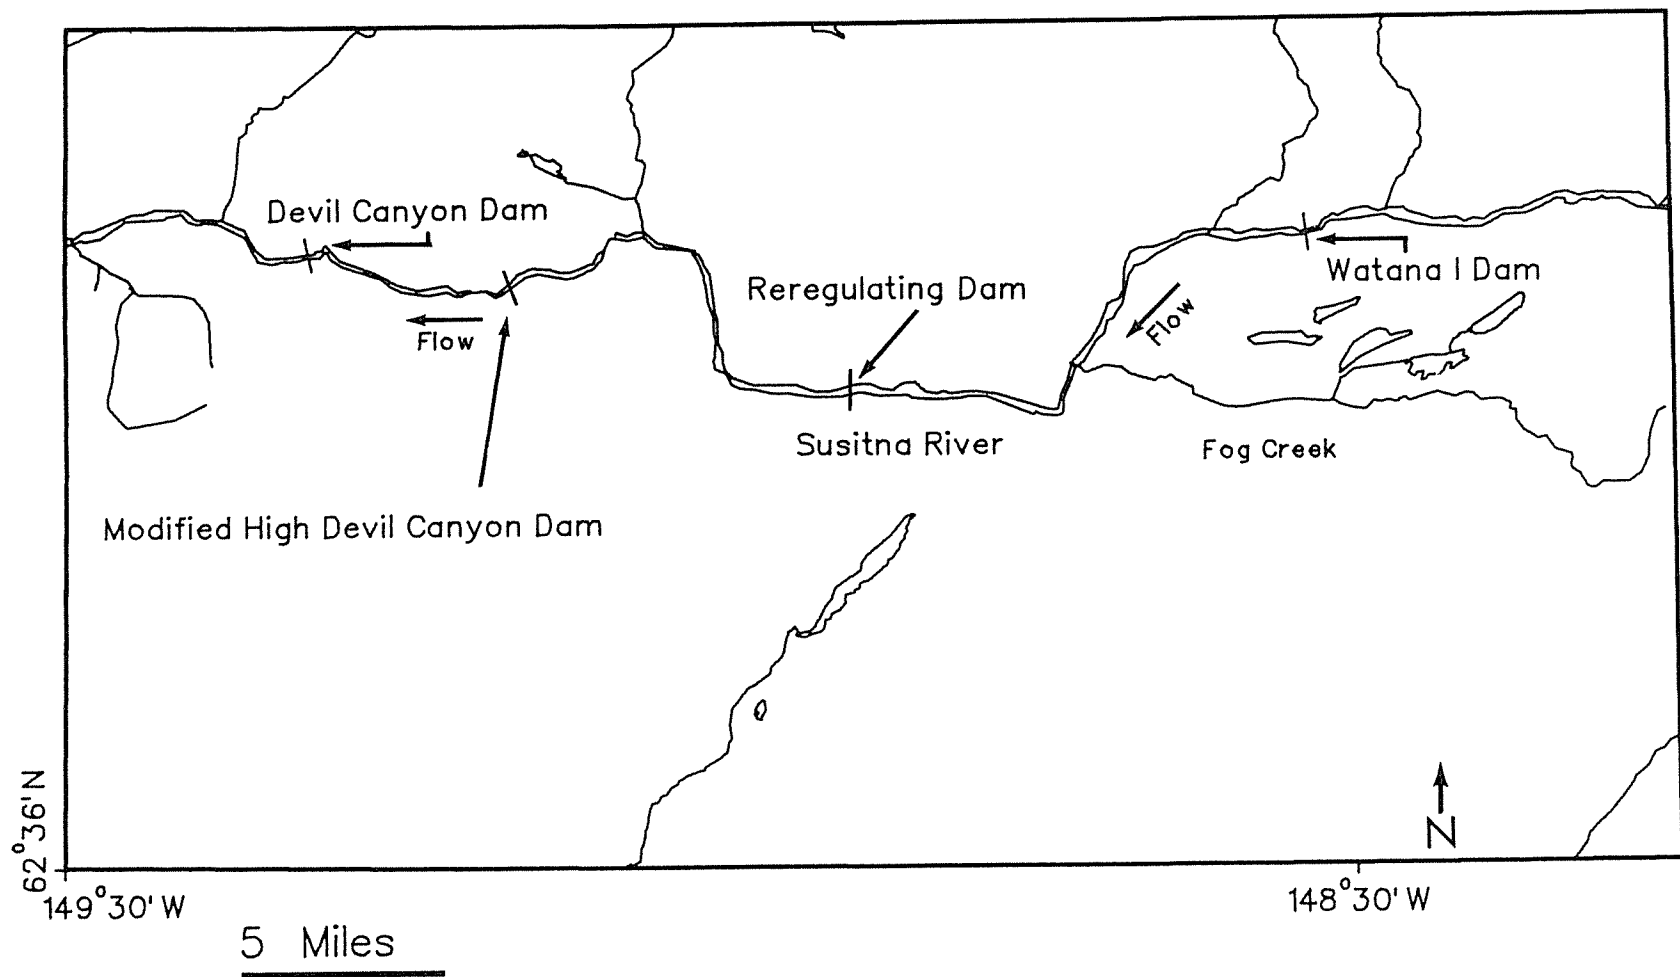 Devil Canyon Dam
Watana I Dam
Reregulating Dam
Flow
Flow
Susitna River
Fog Creek
Modified High Devil Canyon Dam
N
62°36'N
149°30'W
148°30'W
5 Miles